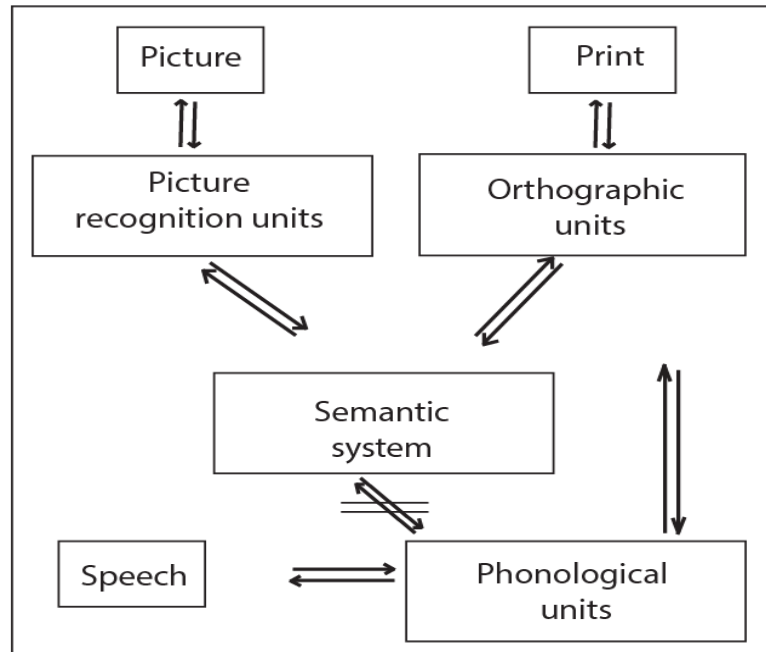 Picture
Print
Picture
recognition units
Orthographic
units
Semantic
system
Speech
Phonological
units